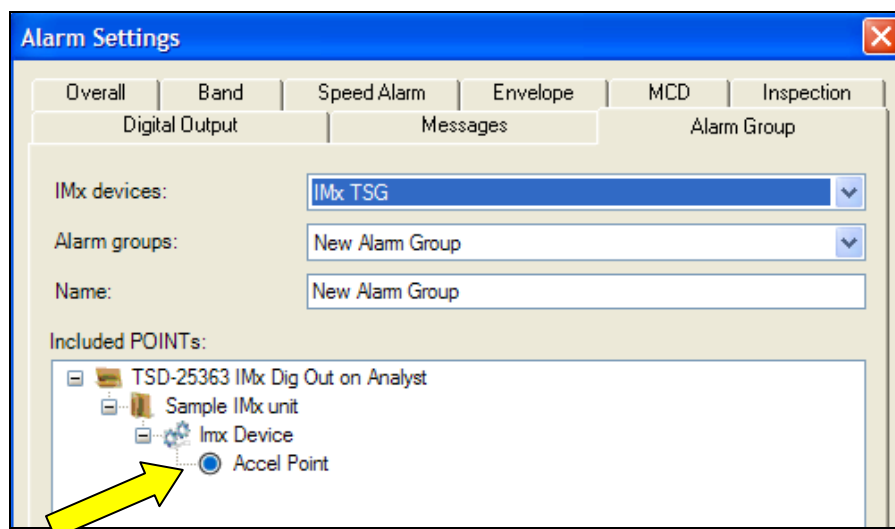 Alarm Settings
Overall Band Speed Alarm Envelope MCD Inspection
Digital Output Messages Alarm Group
IMx devices: IMx TSG
Alarm groups: New Alarm Group
Name: New Alarm Group
Included POINTs:
TSD-25363 IMx Dig Out on Analyst
Sample IMx unit
Imx Device
Accel Point